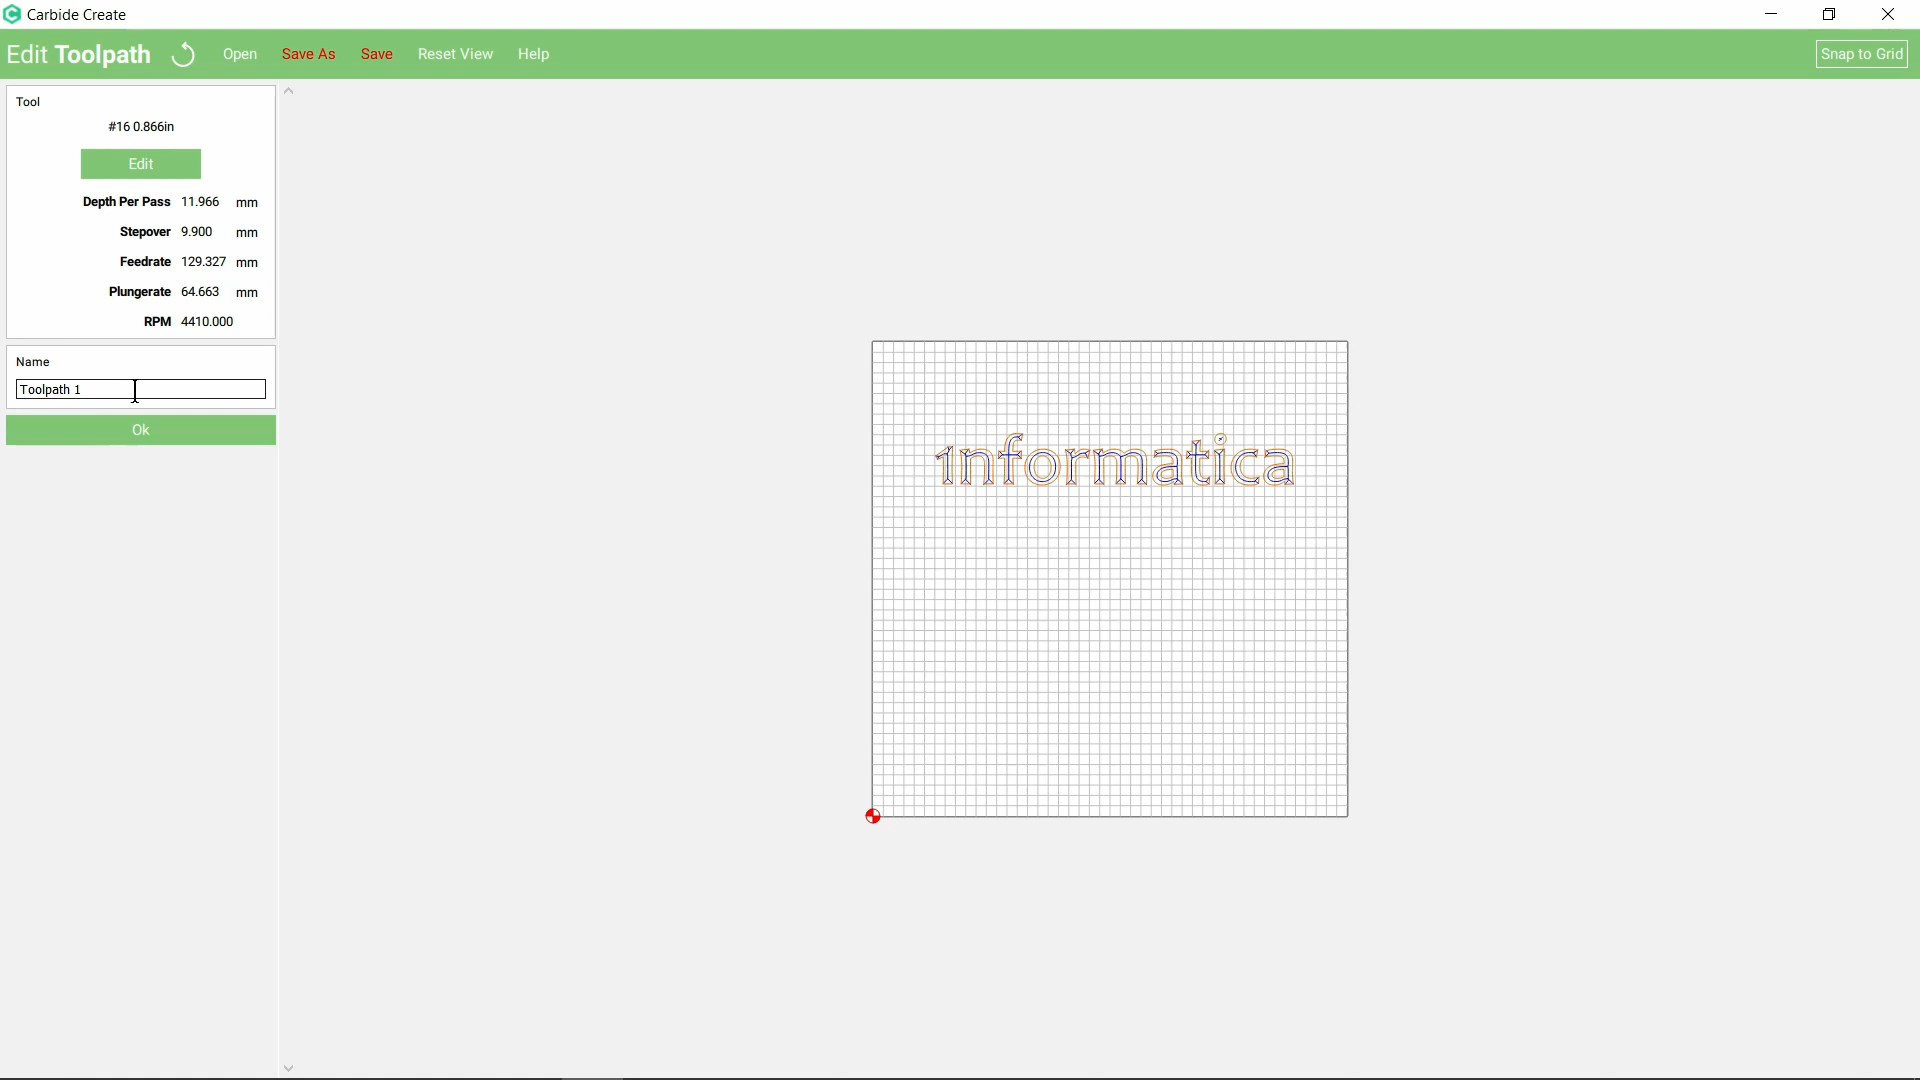 Carbide Create
Edit Toolpath Open Save As Save Reset View Help Snap to Grid
Tool
#16 0.866in
Edit
Depth Per Pass 11.966 mm
Stepover 9.900 mm
Feedrate 129.327 mm
Plungerate 64.663 mm
RPM 4410.000
Name
Toolpath 1
Ok
1nformatica